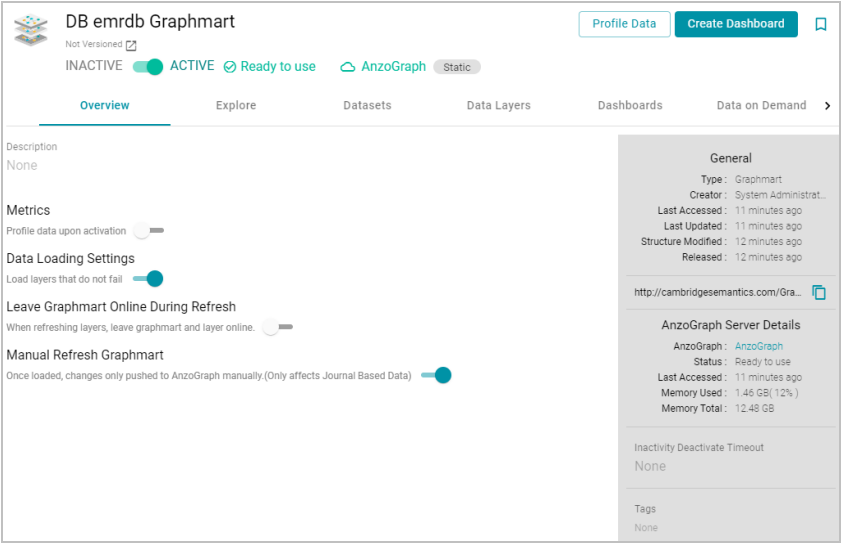 DB emrdb Graphmart
Profile Data
Create Dashboard
Not Versioned
INACTIVE ACTIVE Ready to use AnzoGraph Static
Overview Explore Datasets Data Layers Dashboards Data on Demand
Description
None
Metrics
Profile data upon activation
Data Loading Settings
Load layers that do not fail
Leave Graphmart Online During Refresh
When refreshing layers, leave graphmart and layer online.
Manual Refresh Graphmart
Once loaded, changes only pushed to AnzoGraph manually.(Only affects Journal Based Data)
General
Type : Graphmart
Creator : System Administrat...
Last Accessed : 11 minutes ago
Last Updated : 11 minutes ago
Structure Modified : 12 minutes ago
Released : 12 minutes ago
http://cambridgesemantics.com/Gra...
AnzoGraph Server Details
AnzoGraph : AnzoGraph
Status : Ready to use
Last Accessed : 11 minutes ago
Memory Used : 1.46 GB( 12% )
Memory Total : 12.48 GB
Inactivity Deactivate Timeout
None
Tags
None